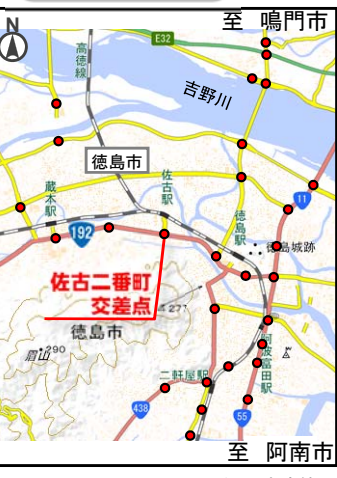 至 鳴門市
N
E32
高徳線
吉野川
徳島市
蔵本駅
佐古駅
11
徳島駅
192
徳島城跡
佐古二番町
交差点
277
徳島市
眉山
290
阿波富田駅
二軒屋駅
438
55
至 阿南市